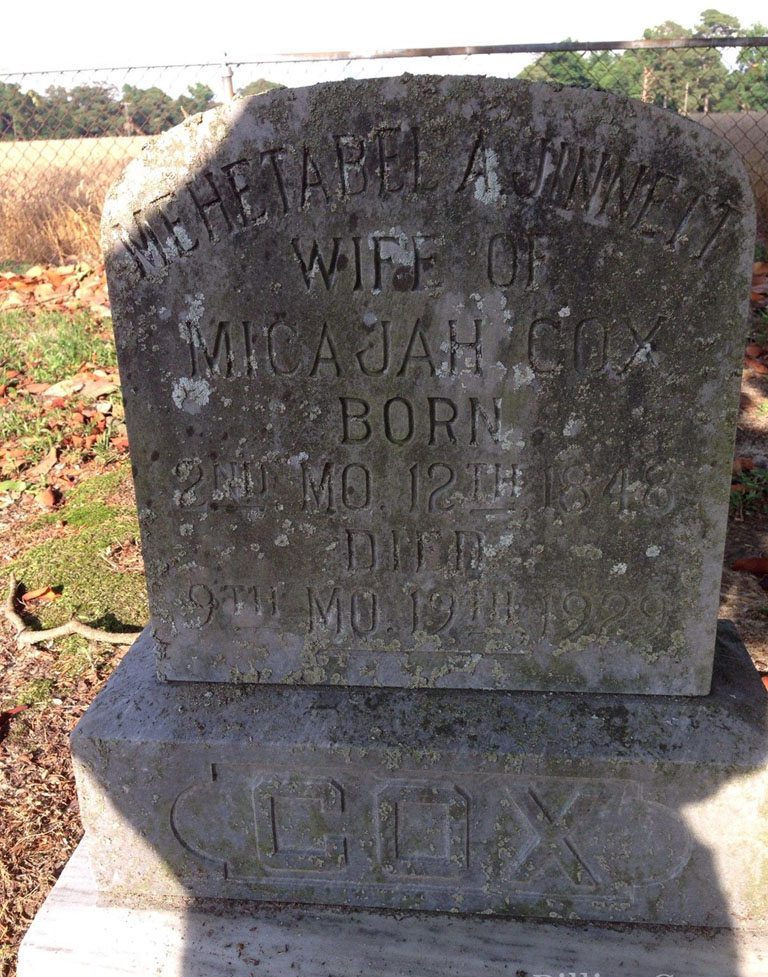 MEHETABEL A JINNETT
WIFE OF
MICAJAH COX
BORN
2ND MO. 12TH, 1848
DIED
9TH MO. 19TH, 1929
COX